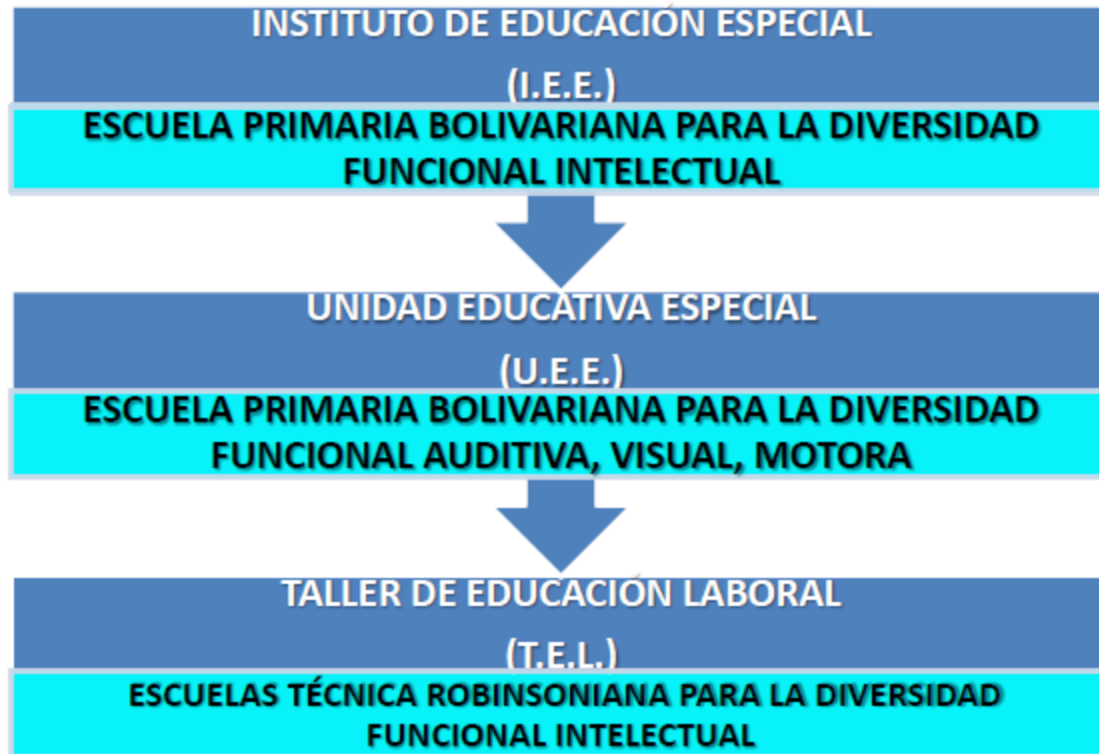 INSTITUTO DE EDUCACIÓN ESPECIAL
(I.E.E.)
ESCUELA PRIMARIA BOLIVARIANA PARA LA DIVERSIDAD
FUNCIONAL INTELECTUAL
UNIDAD EDUCATIVA ESPECIAL
(U.E.E.)
ESCUELA PRIMARIA BOLIVARIANA PARA LA DIVERSIDAD
FUNCIONAL AUDITIVA, VISUAL, MOTORA
TALLER DE EDUCACIÓN LABORAL
(T.E.L.)
ESCUELAS TÉCNICA ROBINSONIANA PARA LA DIVERSIDAD
FUNCIONAL INTELECTUAL